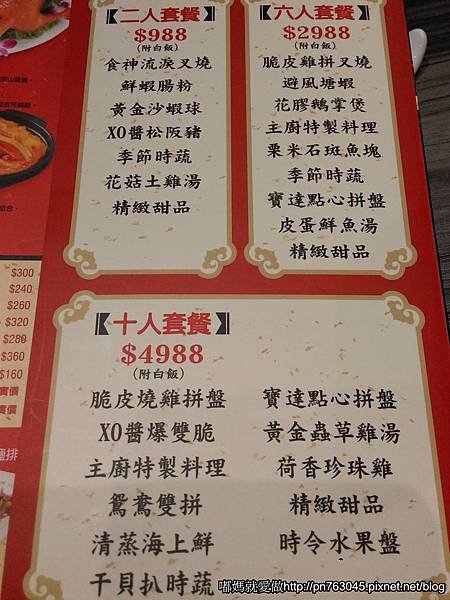 二人套餐
$988
(附白飯)
食神流淚叉燒
鮮蝦腸粉
黃金沙蝦球
XO醬松阪豬
季節時蔬
花菇土雞湯
精緻甜品
六人套餐
$2988
(附白飯)
脆皮雞拼叉燒
避風塘蝦
花膠鵝掌煲
主廚特製料理
栗米石斑魚塊
季節時蔬
寶達點心拼盤
皮蛋鮮魚湯
精緻甜品
$300
$240
$260
$320
$280
$360
$160
實價
實價
十人套餐
$4988
(附白飯)
脆皮燒雞拼盤
XO醬爆雙脆
主廚特製料理
鴛鴦雙拼
清蒸海上鮮
干貝扒時蔬
寶達點心拼盤
黃金蟲草雞湯
荷香珍珠雞
精緻甜品
時令水果盤
嘟媽就愛做http://pn763045.pixnet.net/blog